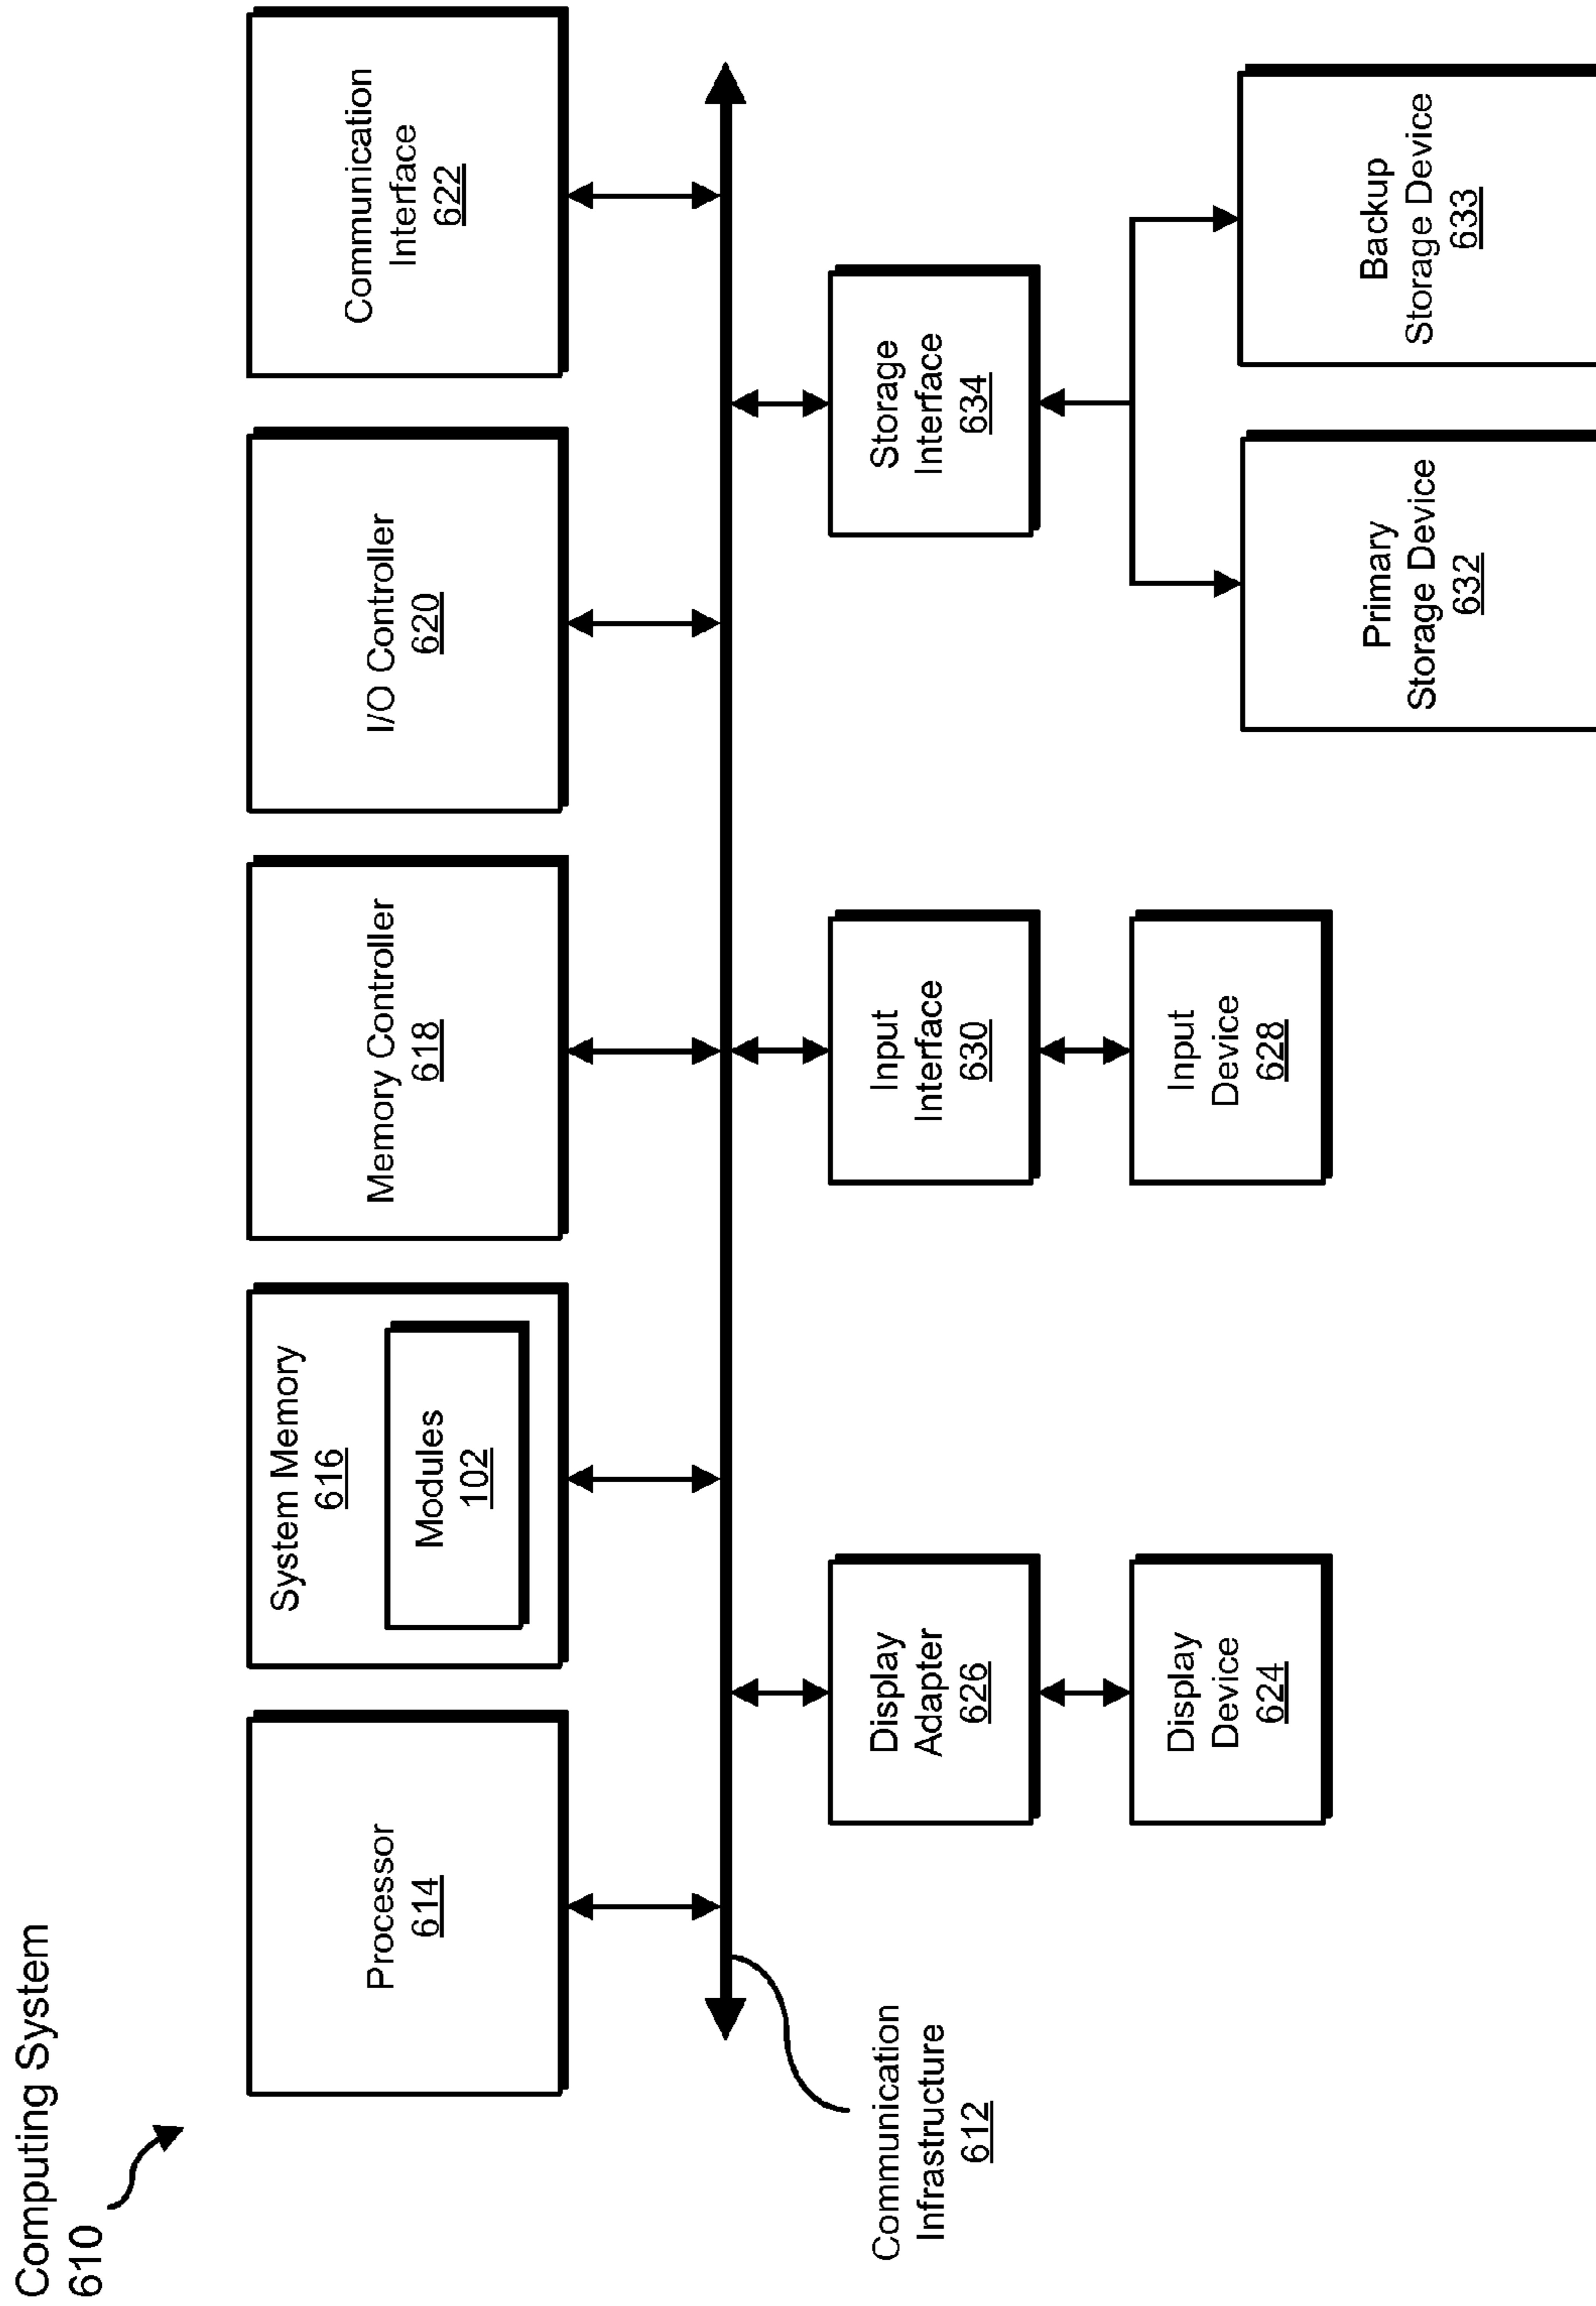 Computing System
610
Processor
614
System Memory
616
Modules
102
Memory Controller
618
I/O Controller
620
Communication
Interface
622
Communication
Infrastructure
612
Display
Adapter
626
Input
Interface
630
Storage
Interface
634
Display
Device
624
Input
Device
628
Primary
Storage Device
632
Backup
Storage Device
633